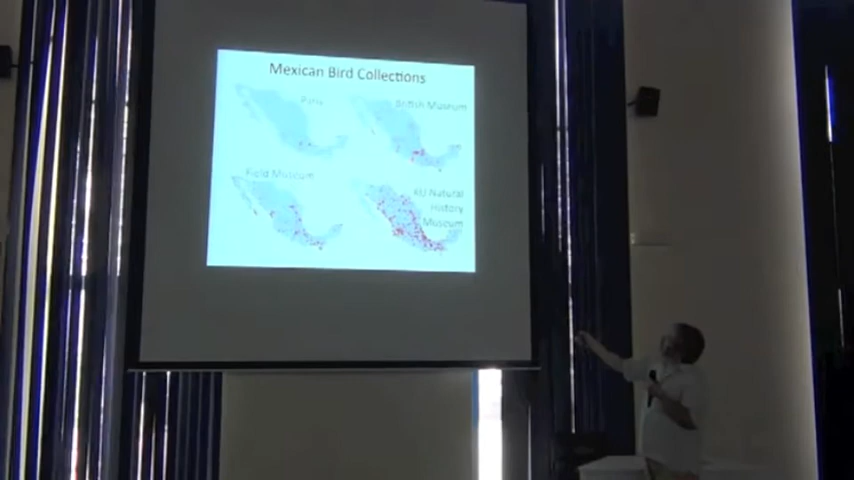 Mexican Bird Collections
Paris
British Museum
Field Museum
KU Natural
History
Museum